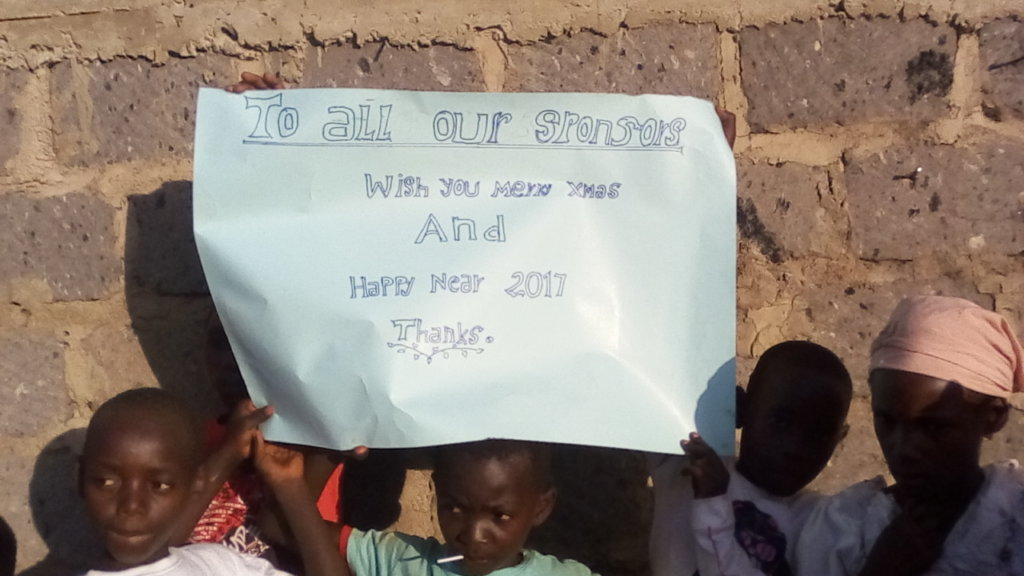 To all our sponsors
Wish you Merry Xmas
And
Happy Near 2017
Thanks.